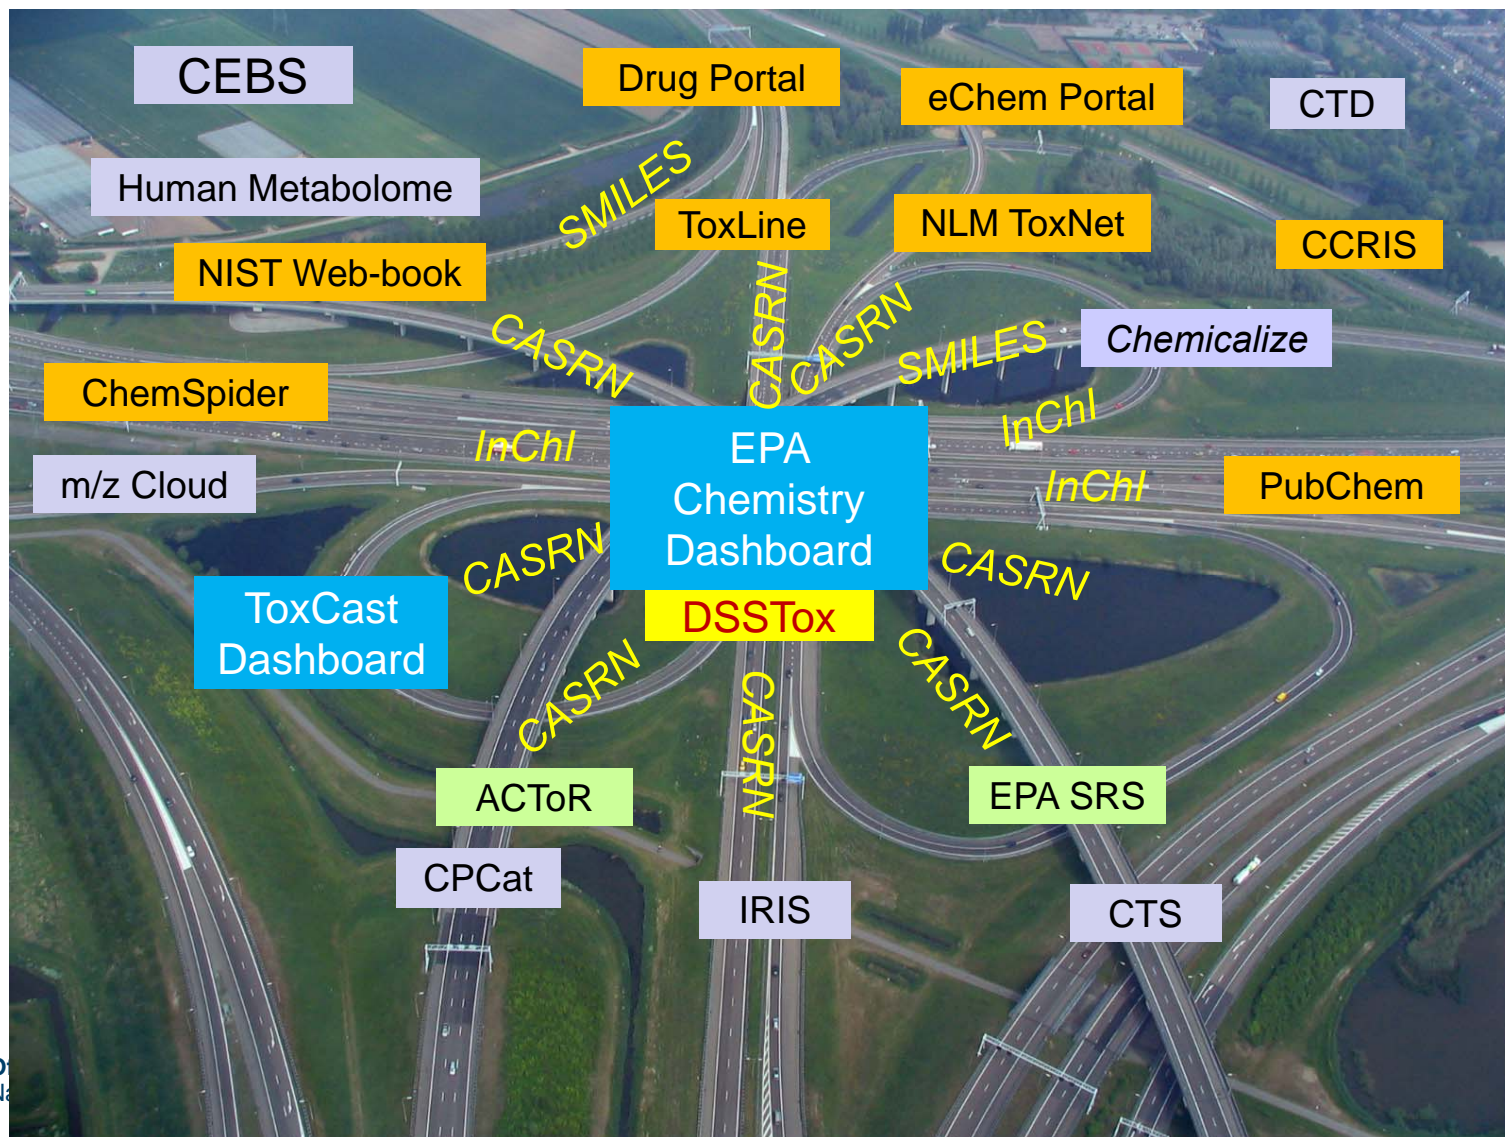 CEBS
Drug Portal
eChem Portal
CTD
Human Metabolome
SMILES
ToxLine
NLM ToxNet
CCRIS
NIST Web-book
CASRN
CASRN
CASRN
SMILES
Chemicalize
ChemSpider
InChI
InChI
EPA
Chemistry
Dashboard
m/z Cloud
InChI
PubChem
CASRN
CASRN
ToxCast
Dashboard
DSSTox
CASRN
CASRN
CASRN
ACToR
EPA SRS
CPCat
IRIS
CTS